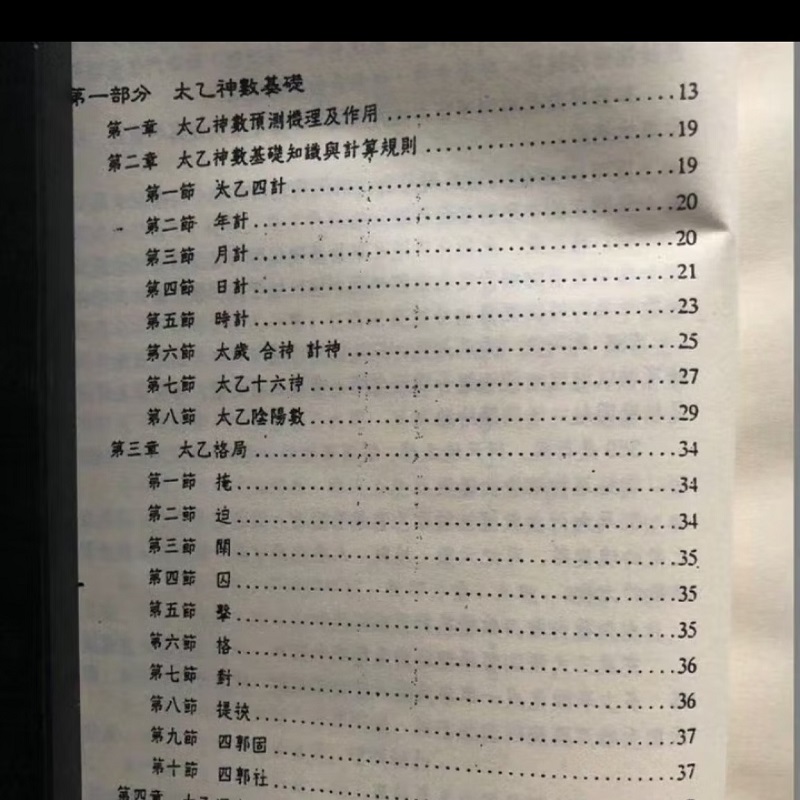 第一部分 太乙神數基礎
第一章 太乙神數預測機理及作用 ........................13
第二章 太乙神數基礎知識與計算規則 ........................19
第一節 太乙四計 ........................19
第二節 年計 ........................20
第三節 月計 ........................20
第四節 日計 ........................21
第五節 時計 ........................23
第六節 太歲 合神 計神 ........................25
第七節 太乙十六神 ........................27
第八節 太乙陰陽數 ........................29
第三章 太乙格局 ........................34
第一節 掩 ........................34
第二節 迫 ........................34
第三節 關 ........................35
第四節 囚 ........................35
第五節 擊 ........................35
第六節 格 ........................36
第七節 對 ........................36
第八節 提挾 ........................37
第九節 四郭固 ........................37
第十節 四郭社
第四章 太乙